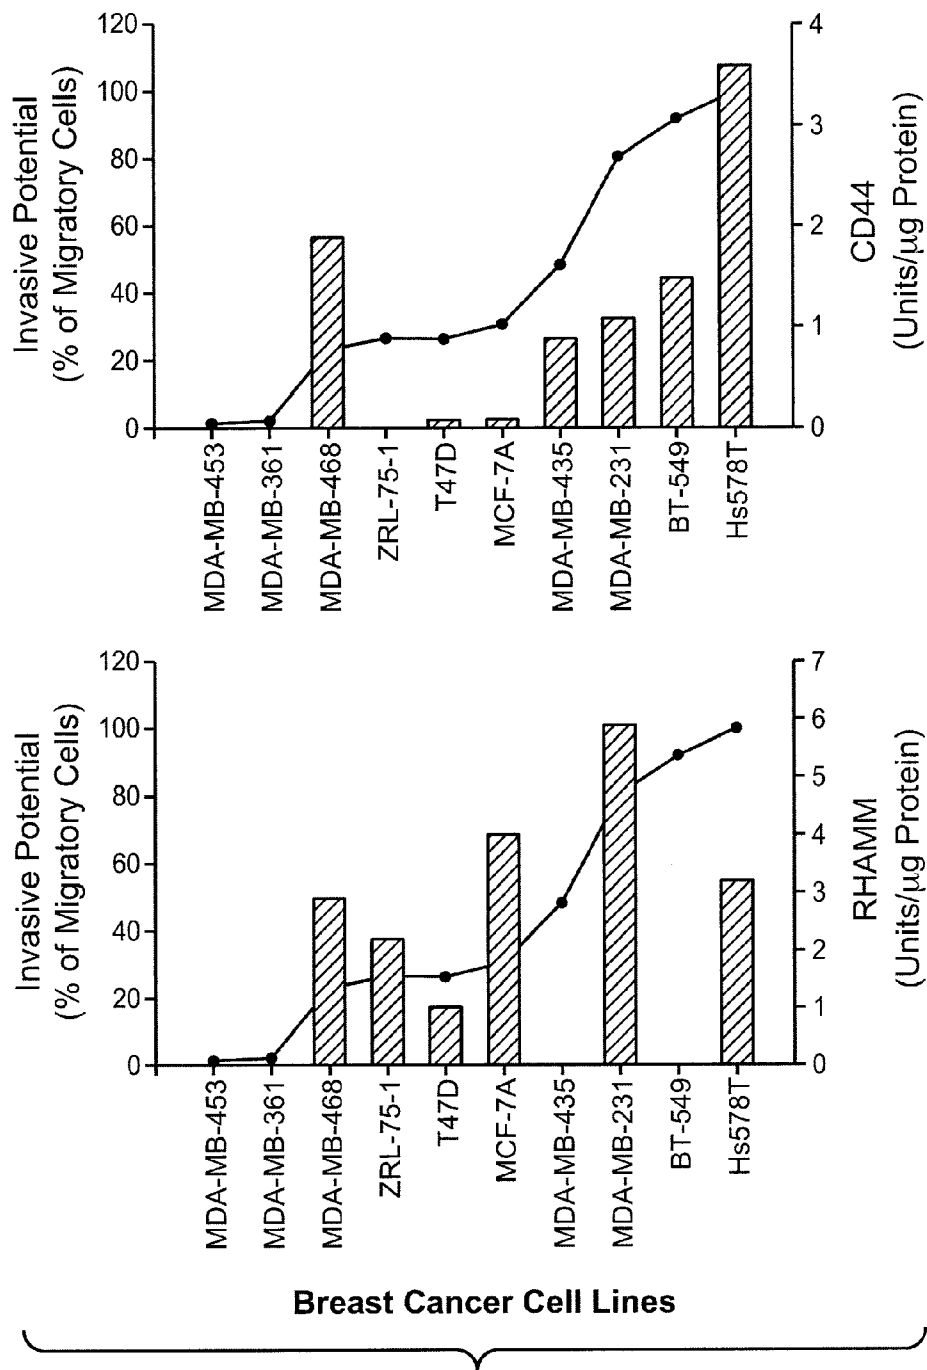 120
100
80
60
40
20
0
Invasive Potential
(% of Migratory Cells)
4
3
2
1
0
CD44
(Units/µg Protein)
MDA-MB-453
MDA-MB-361
MDA-MB-468
ZRL-75-1
T47D
MCF-7A
MDA-MB-435
MDA-MB-231
BT-549
Hs578T
120
100
80
60
40
20
0
Invasive Potential
(% of Migratory Cells)
7
6
5
4
3
2
1
0
RHAMM
(Units/µg Protein)
MDA-MB-453
MDA-MB-361
MDA-MB-468
ZRL-75-1
T47D
MCF-7A
MDA-MB-435
MDA-MB-231
BT-549
Hs578T
Breast Cancer Cell Lines